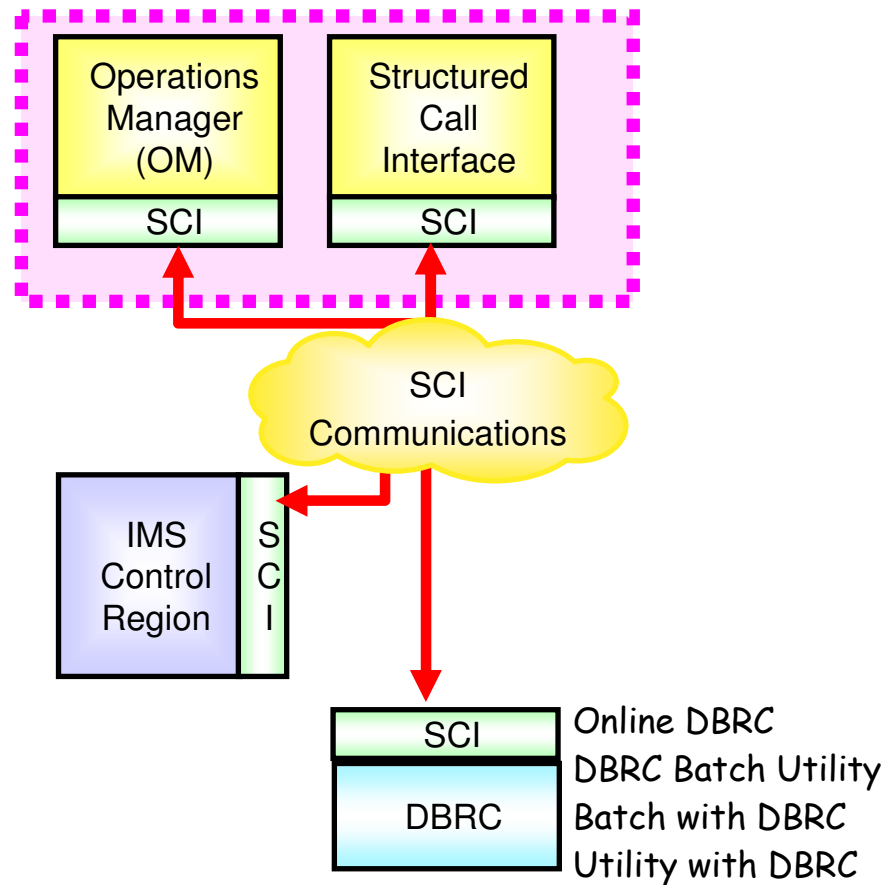 Operations
Manager
(OM)
SCI
Structured
Call
Interface
SCI
SCI
Communications
IMS
Control
Region
S
C
I
SCI
DBRC
Online DBRC
DBRC Batch Utility
Batch with DBRC
Utility with DBRC